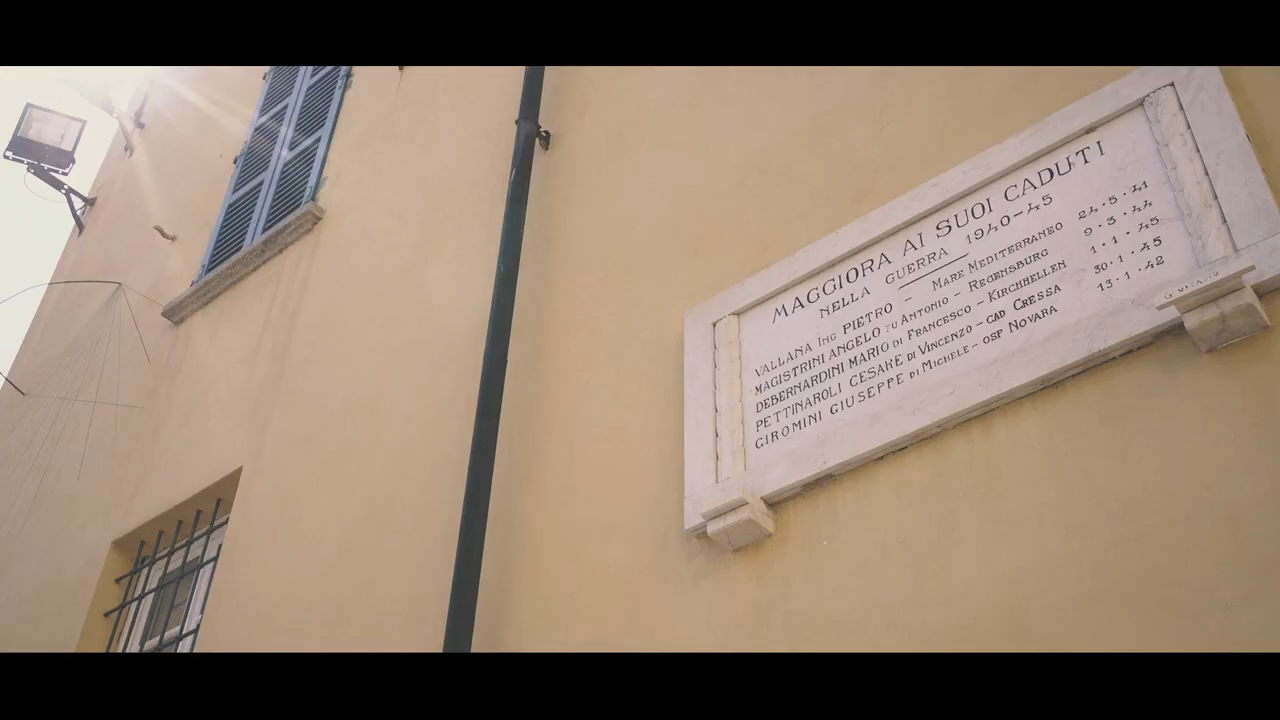 MAGGIORA AI SUOI CADUTI
NELLA GUERRA 1940-45
VALLANA ING PIETRO - MARE MEDITERRANEO 24·5·41
MAGISTRINI ANGELO FU ANTONIO - REGENSBURG 9·3·44
DEBERNARDINI MARIO DI FRANCESCO - KIRCHHELLEN 1·1·45
PETTINAROLI CESARE DI VINCENZO - CAD CRESSA 30·1·45
GIROMINI GIUSEPPE DI MICHELE - OSP NOVARA 13·1·42